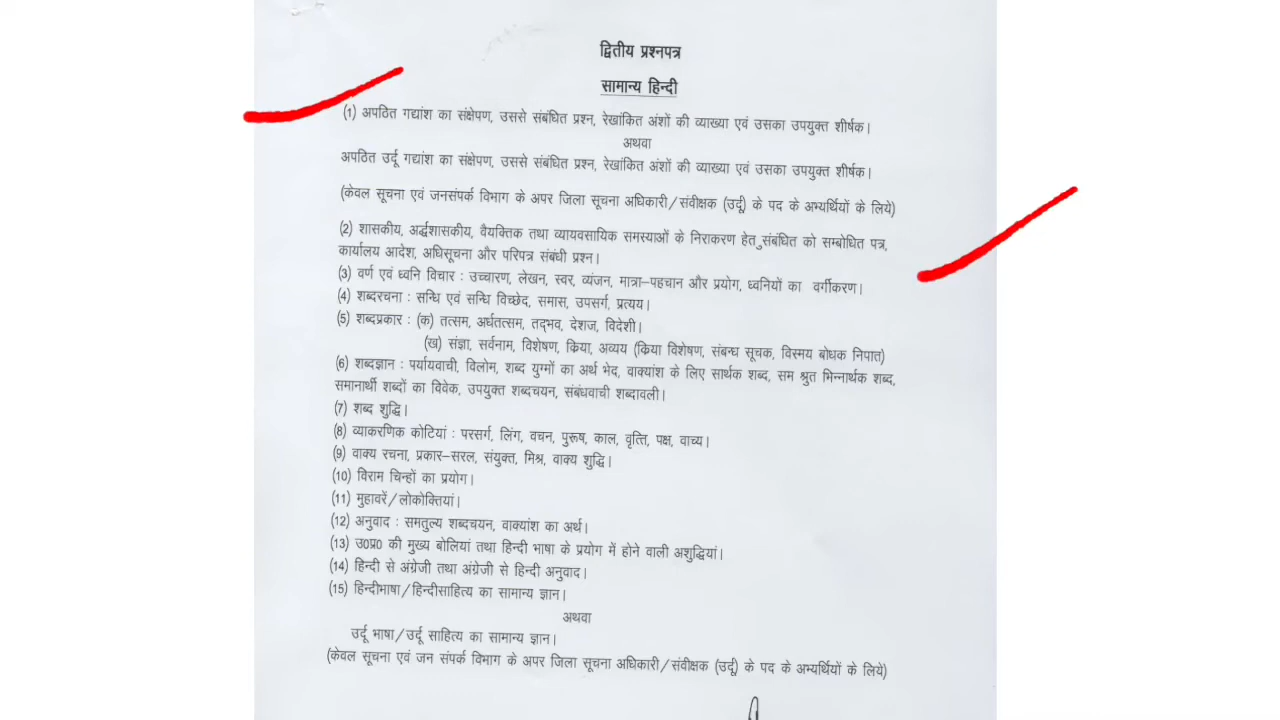 द्वितीय प्रश्नपत्र
सामान्य हिन्दी
(1) अपठित गद्यांश का संक्षेपण, उससे संबंधित प्रश्न, रेखांकित अंशों की व्याख्या एवं उसका उपयुक्त शीर्षक।
अथवा
अपठित उर्दू गद्यांश का संक्षेपण, उससे संबंधित प्रश्न, रेखांकित अंशों की व्याख्या एवं उसका उपयुक्त शीर्षक।
(केवल सूचना एवं जनसंपर्क विभाग के अपर जिला सूचना अधिकारी/संवीक्षक (उर्दू) के पद के अभ्यर्थियों के लिये)
(2) शासकीय, अर्द्धशासकीय, वैयक्तिक तथा व्यायवसायिक समस्याओं के निराकरण हेतु संबंधित को सम्बोधित पत्र,
कार्यालय आदेश, अधिसूचना और परिपत्र संबंधी प्रश्न।
(3) वर्ण एवं ध्वनि विचार : उच्चारण, लेखन, स्वर, व्यंजन, मात्रा–पहचान और प्रयोग, ध्वनियों का वर्गीकरण।
(4) शब्दरचना : सन्धि एवं सन्धि विच्छेद, समास, उपसर्ग, प्रत्यय।
(5) शब्दप्रकार : (क) तत्सम, अर्धतत्सम, तद्भव, देशज, विदेशी।
(ख) संज्ञा, सर्वनाम, विशेषण, क्रिया, अव्यय (क्रिया विशेषण, संबन्ध सूचक, विस्मय बोधक निपात)
(6) शब्दज्ञान : पर्यायवाची, विलोम, शब्द युग्मों का अर्थ भेद, वाक्यांश के लिए सार्थक शब्द, सम श्रुत भिन्नार्थक शब्द,
समानार्थी शब्दों का विवेक, उपयुक्त शब्दचयन, संबंधवाची शब्दावली।
(7) शब्द शुद्धि।
(8) व्याकरणिक कोटियां : परसर्ग, लिंग, वचन, पुरूष, काल, वृत्ति, पक्ष, वाच्य।
(9) वाक्य रचना, प्रकार–सरल, संयुक्त, मिश्र, वाक्य शुद्धि।
(10) विराम चिन्हों का प्रयोग।
(11) मुहावरें/लोकोक्तियां।
(12) अनुवाद : समतुल्य शब्दचयन, वाक्यांश का अर्थ।
(13) उ0प्र0 की मुख्य बोलियां तथा हिन्दी भाषा के प्रयोग में होने वाली अशुद्धियां।
(14) हिन्दी से अंग्रेजी तथा अंग्रेजी से हिन्दी अनुवाद।
(15) हिन्दीभाषा/हिन्दीसाहित्य का सामान्य ज्ञान।
अथवा
उर्दू भाषा/उर्दू साहित्य का सामान्य ज्ञान।
(केवल सूचना एवं जन संपर्क विभाग के अपर जिला सूचना अधिकारी/संवीक्षक (उर्दू) के पद के अभ्यर्थियों के लिये)